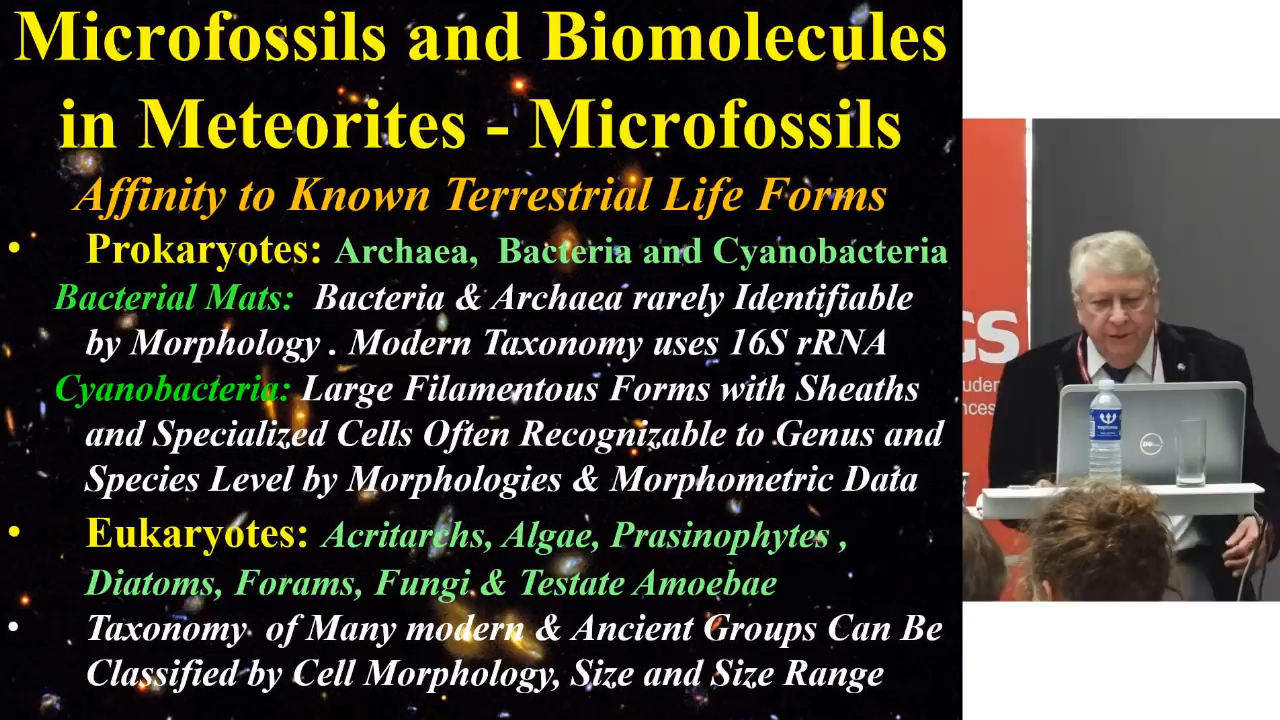 Microfossils and Biomolecules
in Meteorites - Microfossils
Affinity to Known Terrestrial Life Forms
• Prokaryotes: Archaea, Bacteria and Cyanobacteria
Bacterial Mats: Bacteria & Archaea rarely Identifiable
by Morphology . Modern Taxonomy uses 16S rRNA
Cyanobacteria: Large Filamentous Forms with Sheaths
and Specialized Cells Often Recognizable to Genus and
Species Level by Morphologies & Morphometric Data
• Eukaryotes: Acritarchs, Algae, Prasinophytes ,
Diatoms, Forams, Fungi & Testate Amoebae
• Taxonomy of Many modern & Ancient Groups Can Be
Classified by Cell Morphology, Size and Size Range
GS
uden
nces
DELL